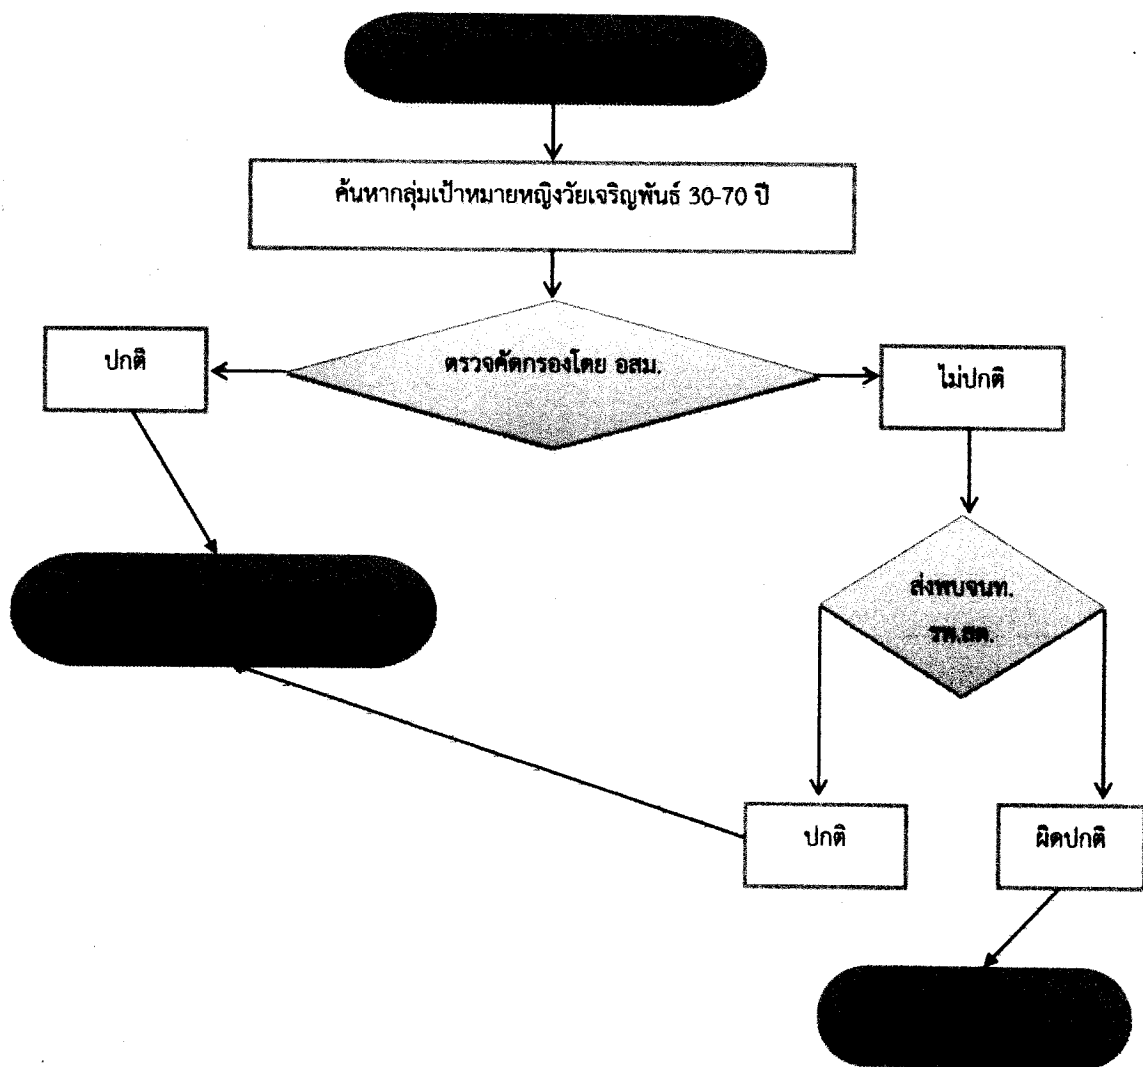 ค้นหากลุ่มเป้าหมายหญิงวัยเจริญพันธ์ 30-70 ปี
ปกติ
ตรวจคัดกรองโดย อสม.
ไม่ปกติ
ส่งพบจนท.
รพ.สต.
ปกติ
ผิดปกติ